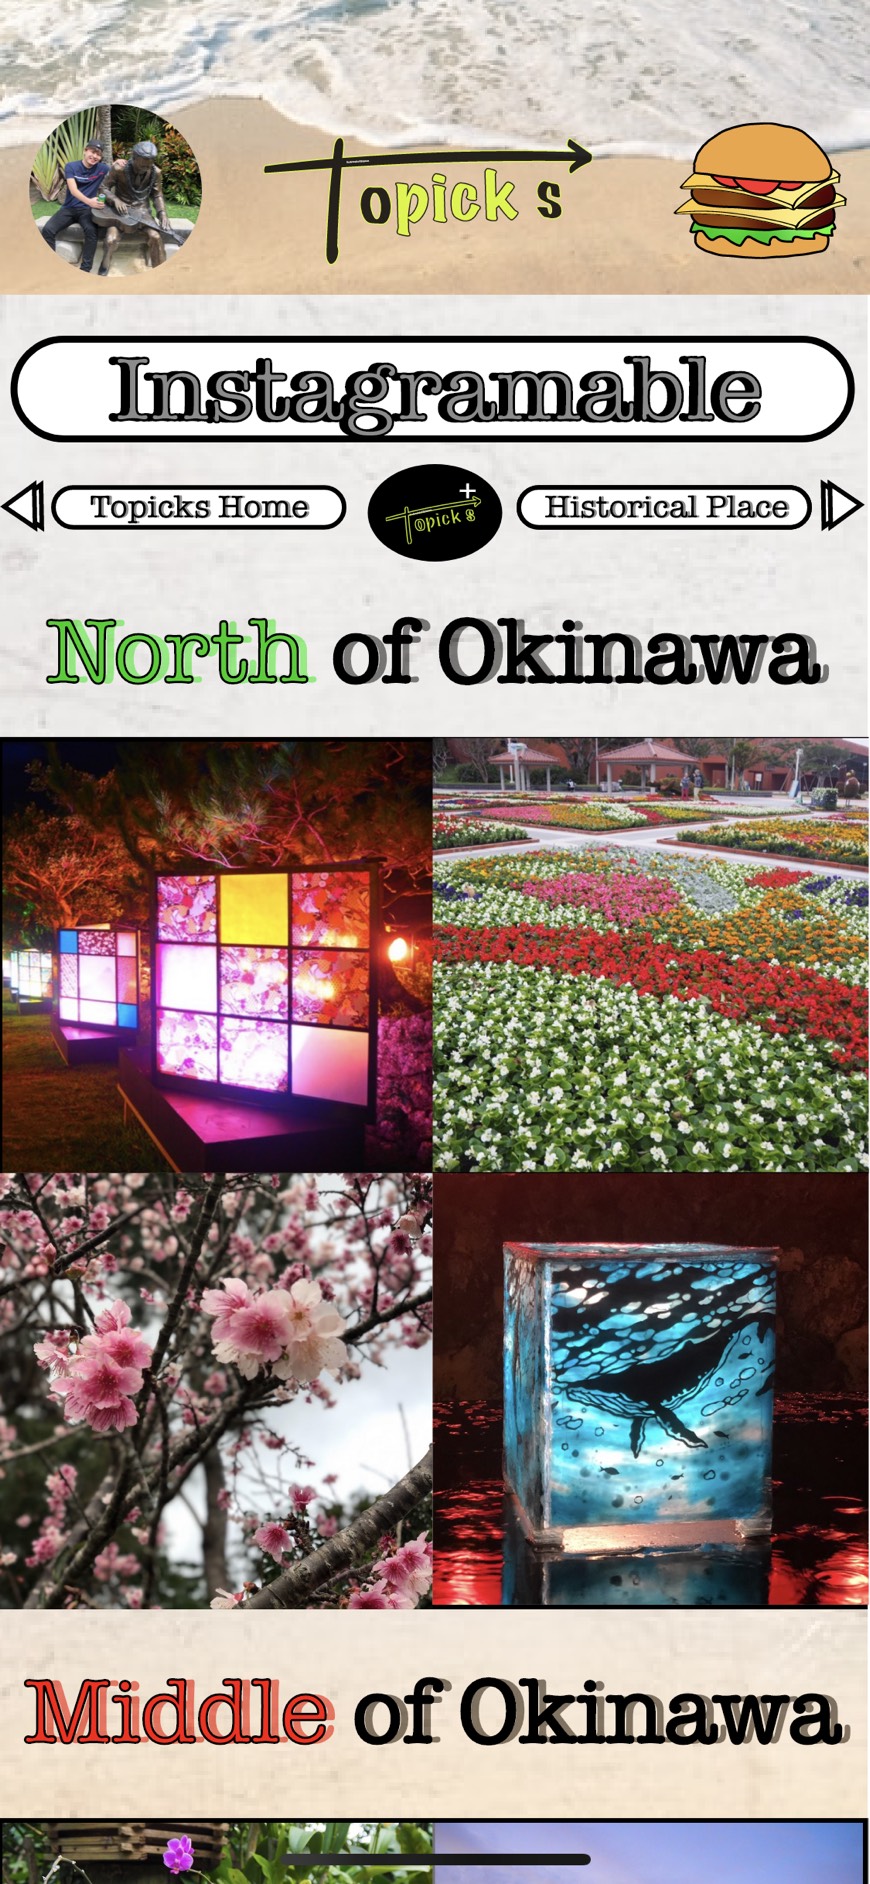 Topick s
Instagramable
Topicks Home
Topick s
Historical Place
North of Okinawa
Middle of Okinawa